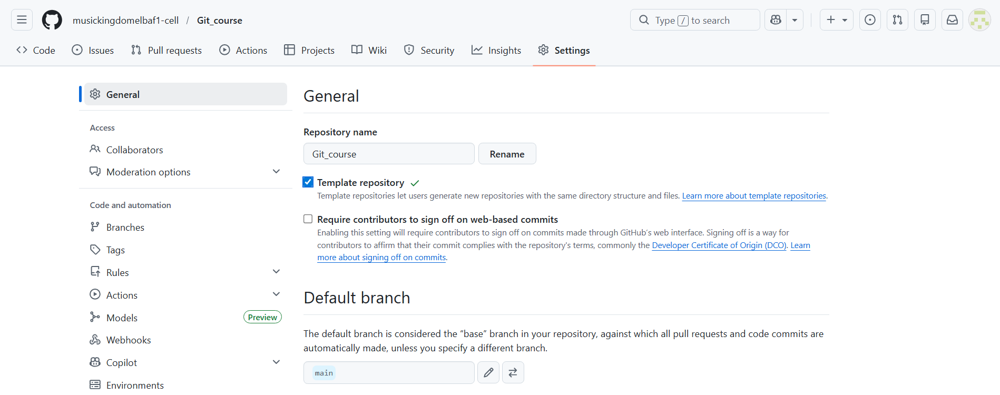 musickingdomelbaf1-cell / Git_course
Type / to search
Code
Issues
Pull requests
Actions
Projects
Wiki
Security
Insights
Settings
General
Access
Collaborators
Moderation options
Code and automation
Branches
Tags
Rules
Actions
Models
Preview
Webhooks
Copilot
Environments
General
Repository name
Git_course
Rename
Template repository
Template repositories let users generate new repositories with the same directory structure and files. Learn more about template repositories.
Require contributors to sign off on web-based commits
Enabling this setting will require contributors to sign off on commits made through GitHub’s web interface. Signing off is a way for
contributors to affirm that their commit complies with the repository's terms, commonly the Developer Certificate of Origin (DCO). Learn
more about signing off on commits.
Default branch
The default branch is considered the “base” branch in your repository, against which all pull requests and code commits are
automatically made, unless you specify a different branch.
main